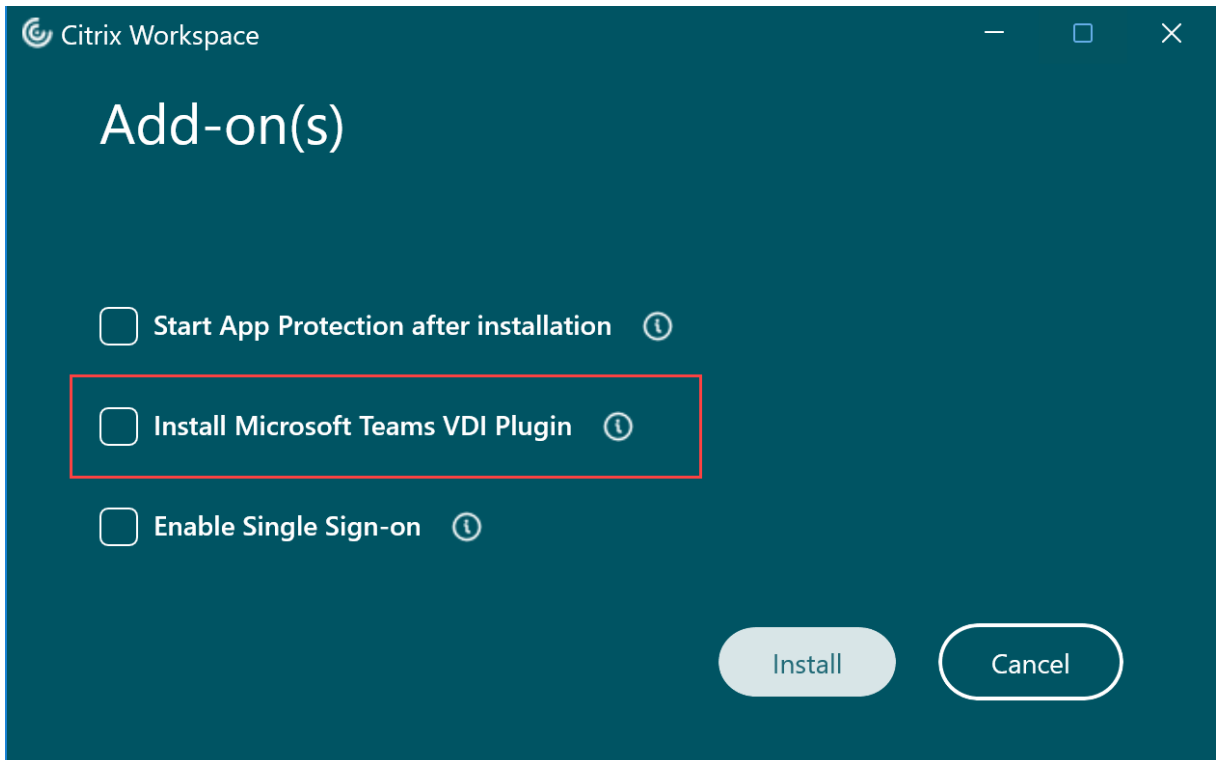 Citrix Workspace
Add-on(s)
Start App Protection after installation
Install Microsoft Teams VDI Plugin
Enable Single Sign-on
Install Cancel